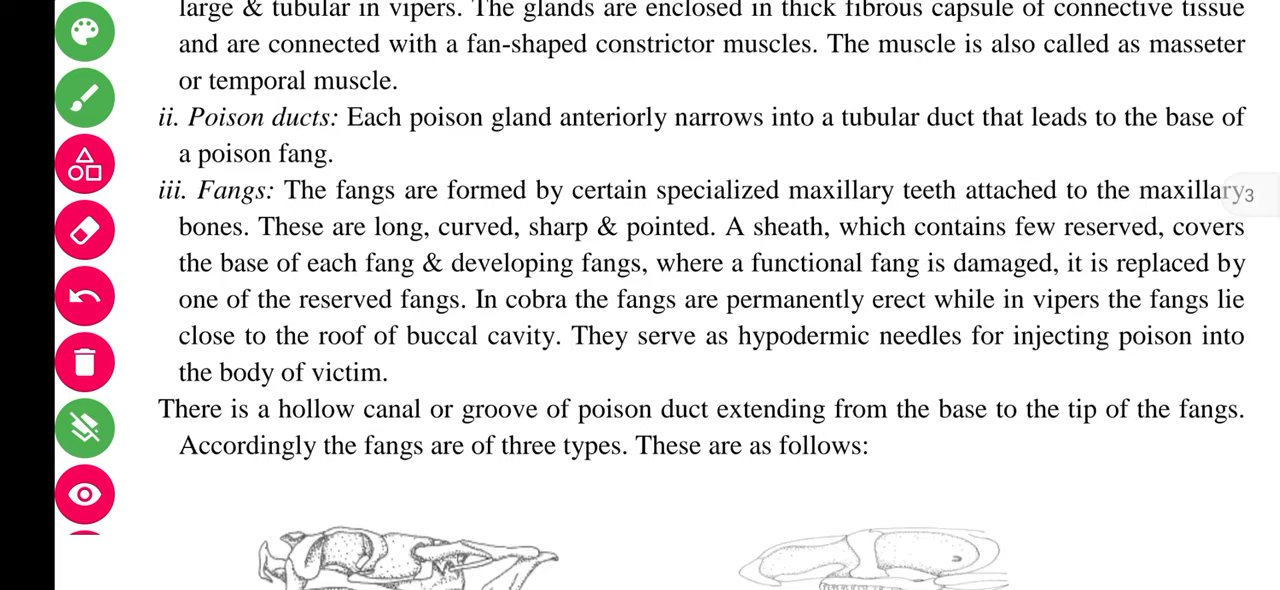 large & tubular in vipers. The glands are enclosed in thick fibrous capsule of connective tissue
and are connected with a fan-shaped constrictor muscles. The muscle is also called as masseter
or temporal muscle.
ii. Poison ducts: Each poison gland anteriorly narrows into a tubular duct that leads to the base of
a poison fang.
iii. Fangs: The fangs are formed by certain specialized maxillary teeth attached to the maxillary
3
bones. These are long, curved, sharp & pointed. A sheath, which contains few reserved, covers
the base of each fang & developing fangs, where a functional fang is damaged, it is replaced by
one of the reserved fangs. In cobra the fangs are permanently erect while in vipers the fangs lie
close to the roof of buccal cavity. They serve as hypodermic needles for injecting poison into
the body of victim.
There is a hollow canal or groove of poison duct extending from the base to the tip of the fangs.
Accordingly the fangs are of three types. These are as follows: